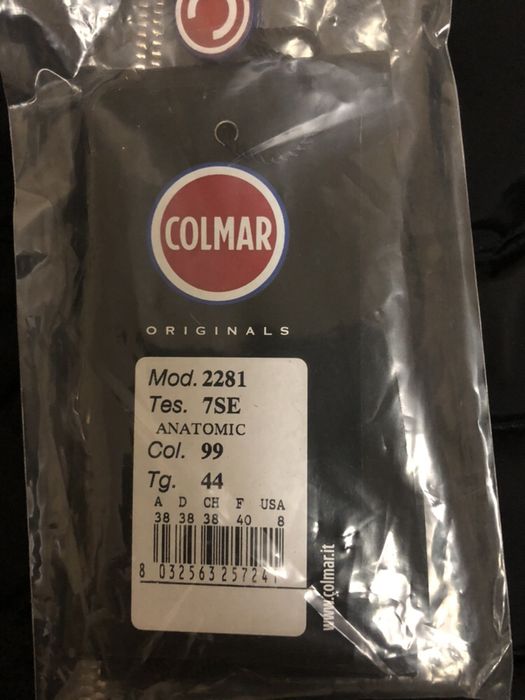 COLMAR
ORIGINALS
Mod. 2281
Tes. 7SE
ANATOMIC
Col. 99
Tg. 44
A D CH F USA
38 38 38 40 8
8 032563 257241
www.colmar.it